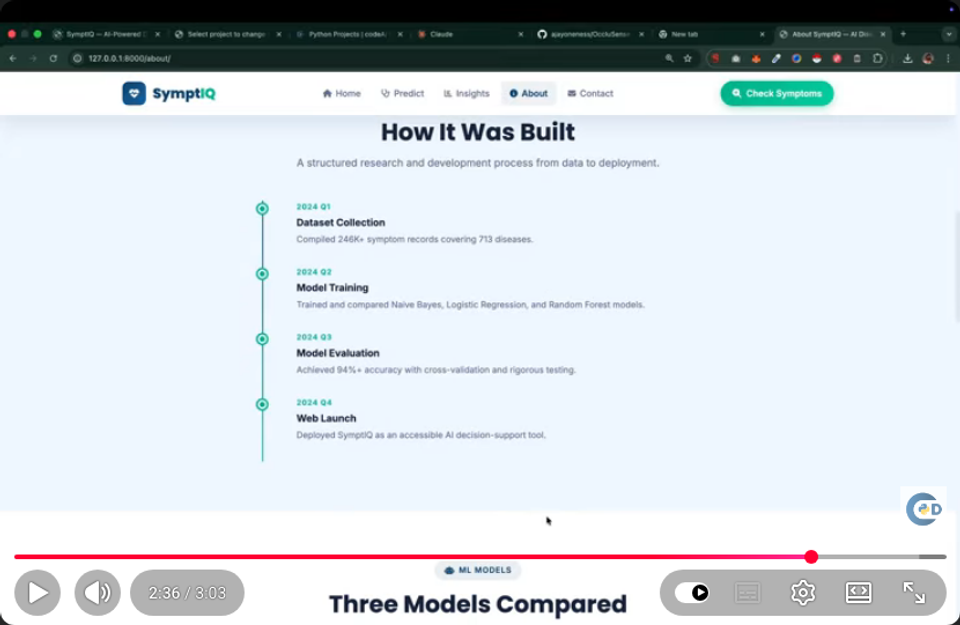 SymptIQ — AI-Powered D
Select project to change
Python Projects | codeA
Claude
ajayoneness/OccluSens
New tab
About SymptIQ — AI Dis
127.0.0.1:8000/about/
SymptIQ
Home
Predict
Insights
About
Contact
Check Symptoms
How It Was Built
A structured research and development process from data to deployment.
2024 Q1
Dataset Collection
Compiled 246K+ symptom records covering 713 diseases.
2024 Q2
Model Training
Trained and compared Naive Bayes, Logistic Regression, and Random Forest models.
2024 Q3
Model Evaluation
Achieved 94%+ accuracy with cross-validation and rigorous testing.
2024 Q4
Web Launch
Deployed SymptIQ as an accessible AI decision-support tool.
D
2:36 / 3:03
ML MODELS
Three Models Compared